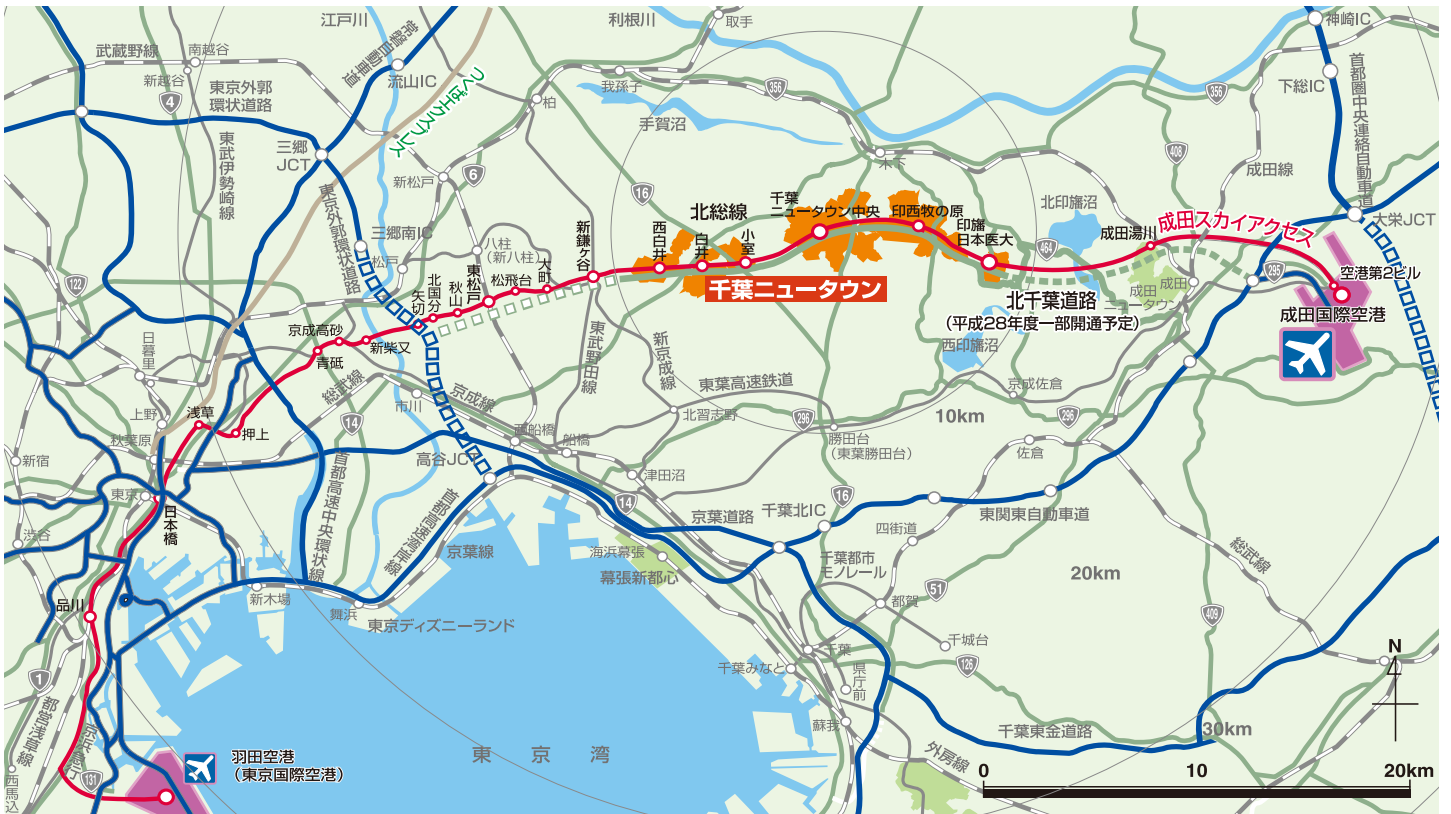 江戸川
利根川
取手
神崎IC
武蔵野線
南越谷
新越谷
4
東京外郭
環状道路
常磐自動車道
流山IC
つくばエクスプレス
柏
我孫子
手賀沼
356
356
下総IC
首都圏中央連絡自動車道
三郷
JCT
東武伊勢崎線
新松戸
6
16
木下
408
成田線
東京外郭環状道路
三郷南IC
松戸
八柱
(新八柱)
新鎌ヶ谷
北総線
西白井
白井
小室
千葉
ニュータウン中央
印西牧の原
印旛
日本医大
北印旛沼
464
成田湯川
成田スカイアクセス
大栄JCT
295
空港第2ビル
成田国際空港
122
矢切
北国分
秋山
東松戸
松飛台
大町
千葉ニュータウン
北千葉道路
(平成28年度一部開通予定)
成田
成田
ニュータウン
西印旛沼
日暮里
京成高砂
青砥
新柴又
東武野田線
新京成線
東葉高速鉄道
京成佐倉
総武線
京成線
市川
上野
浅草
押上
14
北習志野
296
10km
296
秋葉原
西船橋
船橋
勝田台
(東葉勝田台)
佐倉
新宿
高谷JCT
津田沼
東京
日本橋
首都高速中央環状線
首都高速湾岸線
14
京葉道路
千葉北IC
16
東関東自動車道
渋谷
京葉線
海浜幕張
幕張新都心
四街道
千葉都市
モノレール
総武線
20km
品川
新木場
舞浜
東京ディズニーランド
51
都賀
409
千葉
千城台
千葉みなと
県庁前
126
N
1
都営浅草線
京浜急行
蘇我
千葉東金道路
30km
東京湾
外房線
羽田空港
(東京国際空港)
131
西馬込
0
10
20km